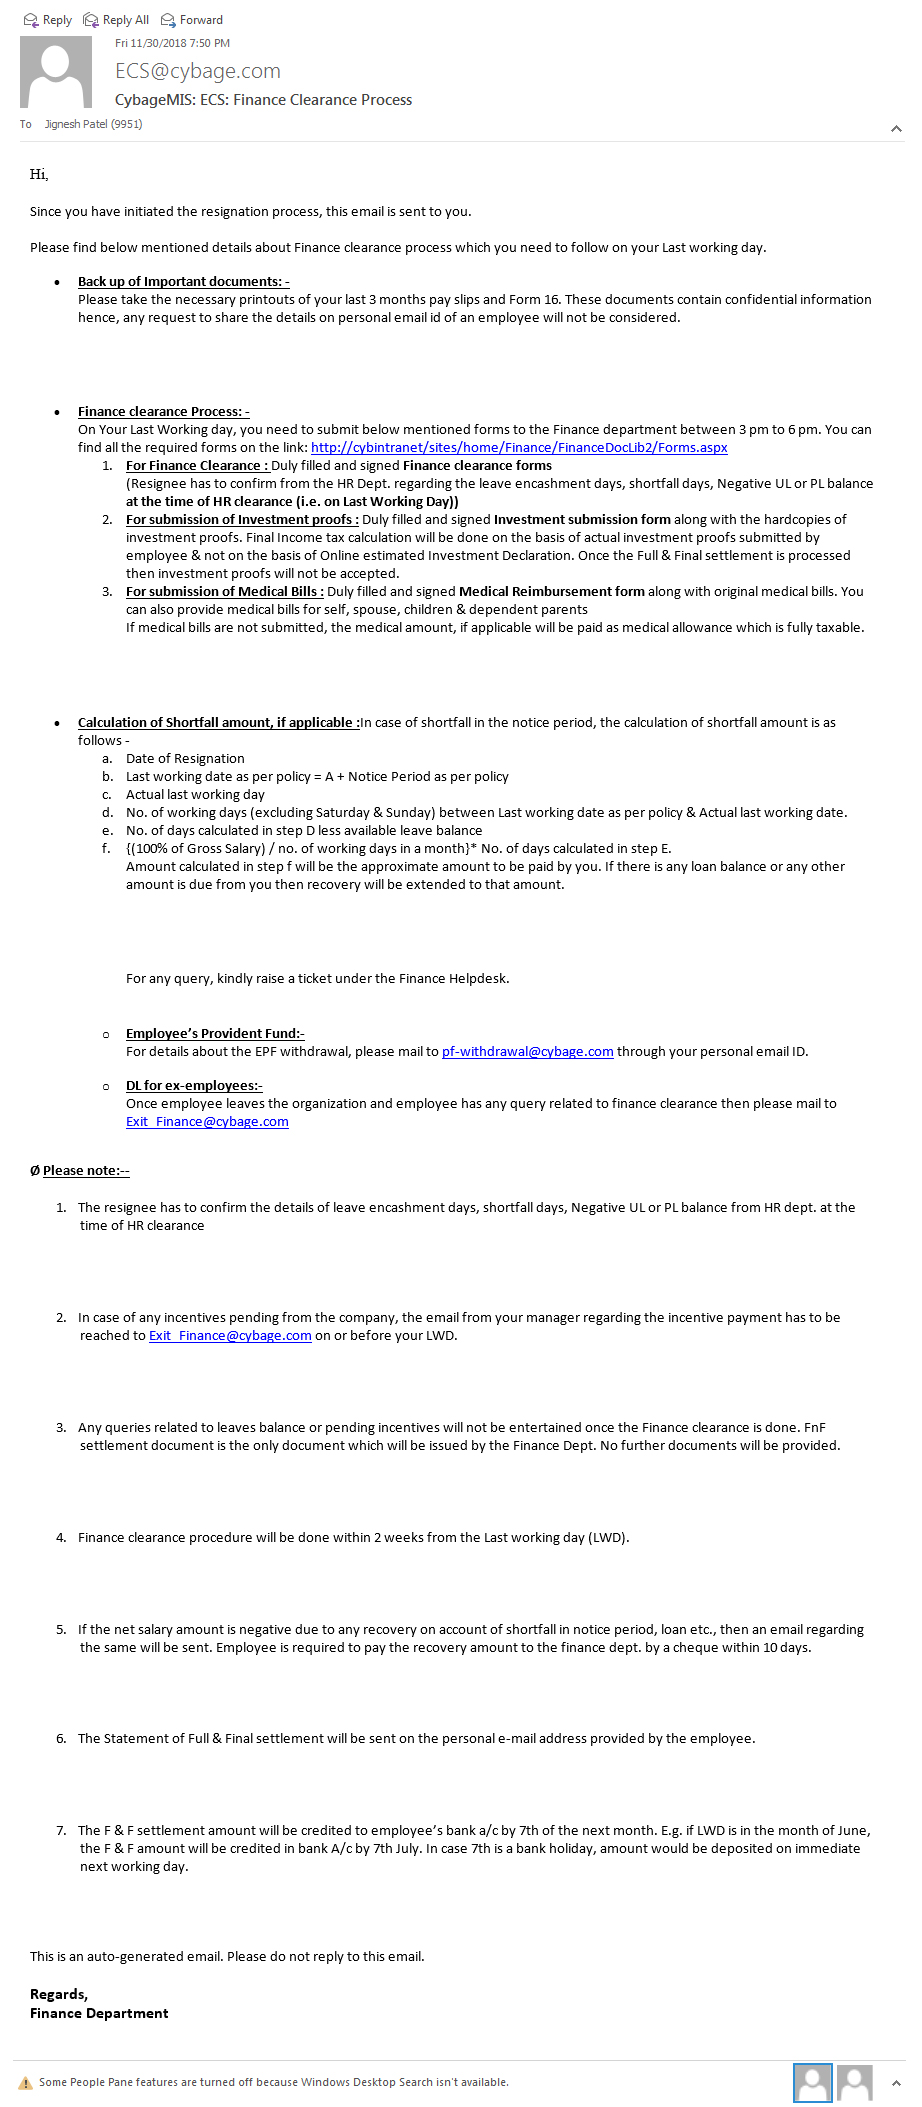 Reply Reply All Forward
Fri 11/30/2018 7:50 PM
ECS@cybage.com
CybageMIS: ECS: Finance Clearance Process
To Jignesh Patel (9951)
Hi,
Since you have initiated the resignation process, this email is sent to you.
Please find below mentioned details about Finance clearance process which you need to follow on your Last working day.
• Back up of Important documents: -
Please take the necessary printouts of your last 3 months pay slips and Form 16. These documents contain confidential information
hence, any request to share the details on personal email id of an employee will not be considered.
• Finance clearance Process: -
On Your Last Working day, you need to submit below mentioned forms to the Finance department between 3 pm to 6 pm. You can
find all the required forms on the link: http://cybintranet/sites/home/Finance/FinanceDocLib2/Forms.aspx
1. For Finance Clearance : Duly filled and signed Finance clearance forms
(Resignee has to confirm from the HR Dept. regarding the leave encashment days, shortfall days, Negative UL or PL balance
at the time of HR clearance (i.e. on Last Working Day))
2. For submission of Investment proofs : Duly filled and signed Investment submission form along with the hardcopies of
investment proofs. Final Income tax calculation will be done on the basis of actual investment proofs submitted by
employee & not on the basis of Online estimated Investment Declaration. Once the Full & Final settlement is processed
then investment proofs will not be accepted.
3. For submission of Medical Bills : Duly filled and signed Medical Reimbursement form along with original medical bills. You
can also provide medical bills for self, spouse, children & dependent parents
If medical bills are not submitted, the medical amount, if applicable will be paid as medical allowance which is fully taxable.
• Calculation of Shortfall amount, if applicable :In case of shortfall in the notice period, the calculation of shortfall amount is as
follows -
a. Date of Resignation
b. Last working date as per policy = A + Notice Period as per policy
c. Actual last working day
d. No. of working days (excluding Saturday & Sunday) between Last working date as per policy & Actual last working date.
e. No. of days calculated in step D less available leave balance
f. {(100% of Gross Salary) / no. of working days in a month}* No. of days calculated in step E.
Amount calculated in step f will be the approximate amount to be paid by you. If there is any loan balance or any other
amount is due from you then recovery will be extended to that amount.
For any query, kindly raise a ticket under the Finance Helpdesk.
o Employee’s Provident Fund:-
For details about the EPF withdrawal, please mail to pf-withdrawal@cybage.com through your personal email ID.
o DL for ex-employees:-
Once employee leaves the organization and employee has any query related to finance clearance then please mail to
Exit_Finance@cybage.com
Ø Please note:--
1. The resignee has to confirm the details of leave encashment days, shortfall days, Negative UL or PL balance from HR dept. at the
time of HR clearance
2. In case of any incentives pending from the company, the email from your manager regarding the incentive payment has to be
reached to Exit_Finance@cybage.com on or before your LWD.
3. Any queries related to leaves balance or pending incentives will not be entertained once the Finance clearance is done. FnF
settlement document is the only document which will be issued by the Finance Dept. No further documents will be provided.
4. Finance clearance procedure will be done within 2 weeks from the Last working day (LWD).
5. If the net salary amount is negative due to any recovery on account of shortfall in notice period, loan etc., then an email regarding
the same will be sent. Employee is required to pay the recovery amount to the finance dept. by a cheque within 10 days.
6. The Statement of Full & Final settlement will be sent on the personal e-mail address provided by the employee.
7. The F & F settlement amount will be credited to employee’s bank a/c by 7th of the next month. E.g. if LWD is in the month of June,
the F & F amount will be credited in bank A/c by 7th July. In case 7th is a bank holiday, amount would be deposited on immediate
next working day.
This is an auto-generated email. Please do not reply to this email.
Regards,
Finance Department
Some People Pane features are turned off because Windows Desktop Search isn't available.